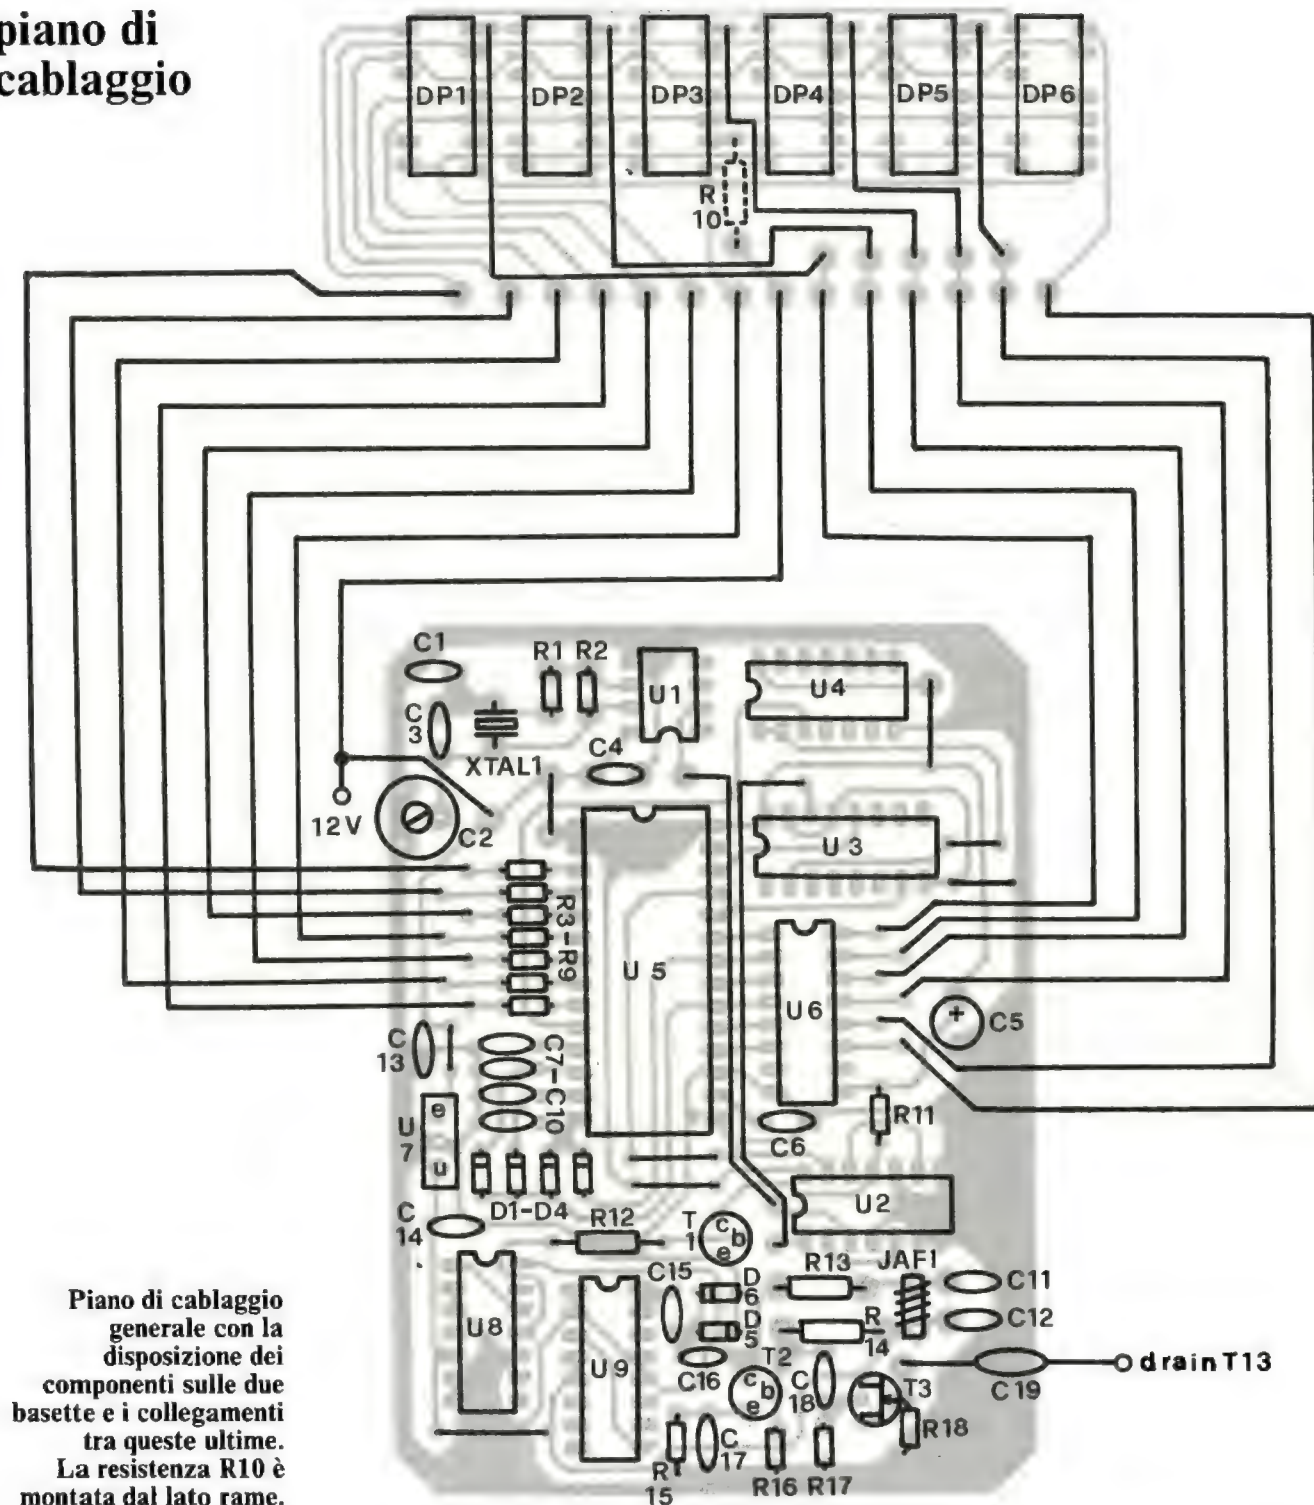 piano di
cablaggio
DP1 DP2 DP3 DP4 DP5 DP6
R
10
C1
R1 R2
U1
U4
C
3
XTAL1
C4
12V
C2
U 3
R3-R9
U 5
U6
+
C5
C
13
C7-C10
U
7
e
u
C6
R11
D1-D4
C
14
R12
T
1
c
b
e
U2
C15
D
6
R13
JAF1
C11
U8
U9
D
5
R
14
C12
C16
T2
c
b
e
C
18
T3
C19
drain T13
R18
R
15
C
17
R16
R17
Piano di cablaggio
generale con la
disposizione dei
componenti sulle due
basette e i collegamenti
tra queste ultime.
La resistenza R10 è
montata dal lato rame.